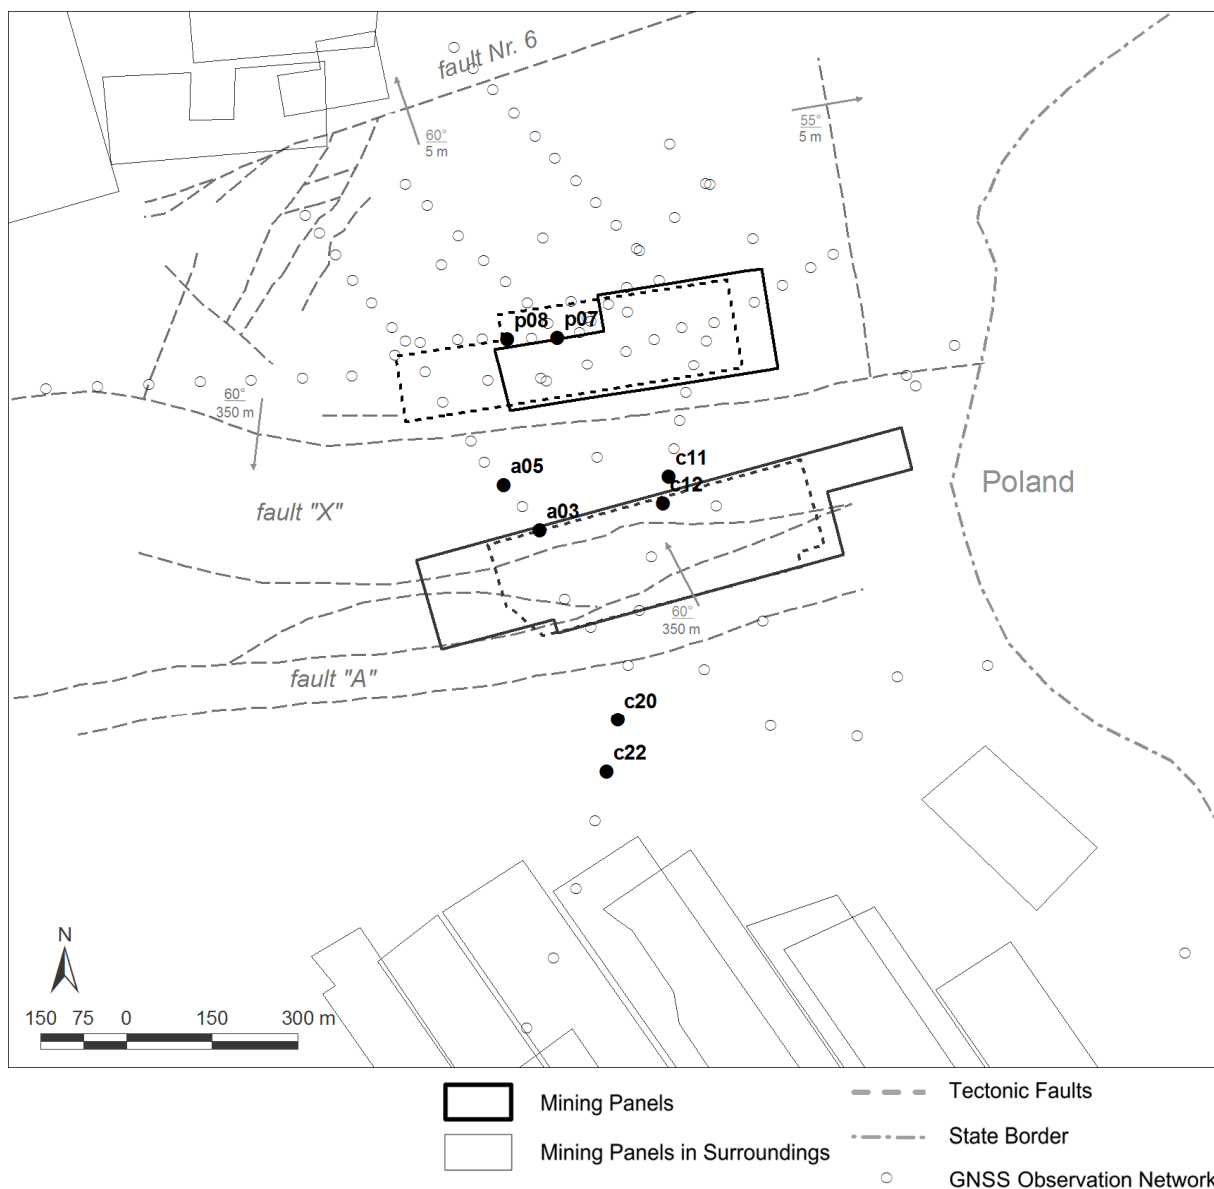 fault Nr. 6
60°
5 m
55°
5 m
p08
p07
60°
350 m
Poland
a05
c11
c12
fault "X"
a03
60°
350 m
fault "A"
c20
c22
N
150 75 0 150 300 m
Mining Panels
Mining Panels in Surroundings
Tectonic Faults
State Border
GNSS Observation Network